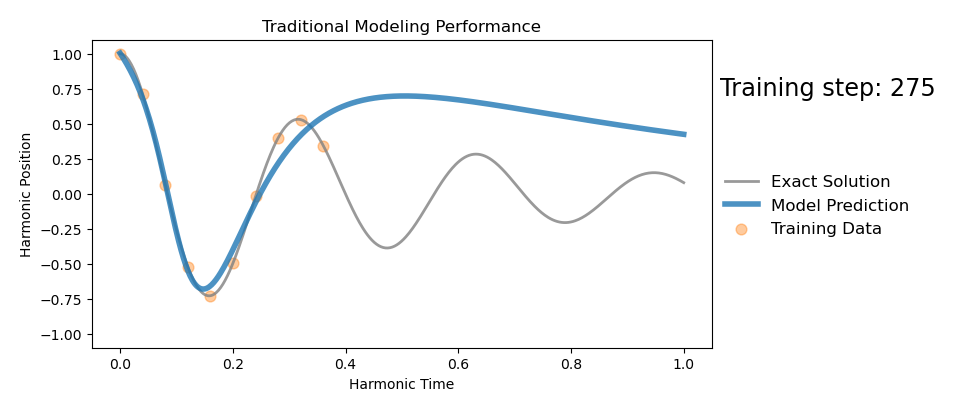 Traditional Modeling Performance
Training step: 275
1.00
0.75
0.50
0.25
0.00
−0.25
−0.50
−0.75
−1.00
Harmonic Position
0.0 0.2 0.4 0.6 0.8 1.0
Harmonic Time
Exact Solution
Model Prediction
Training Data